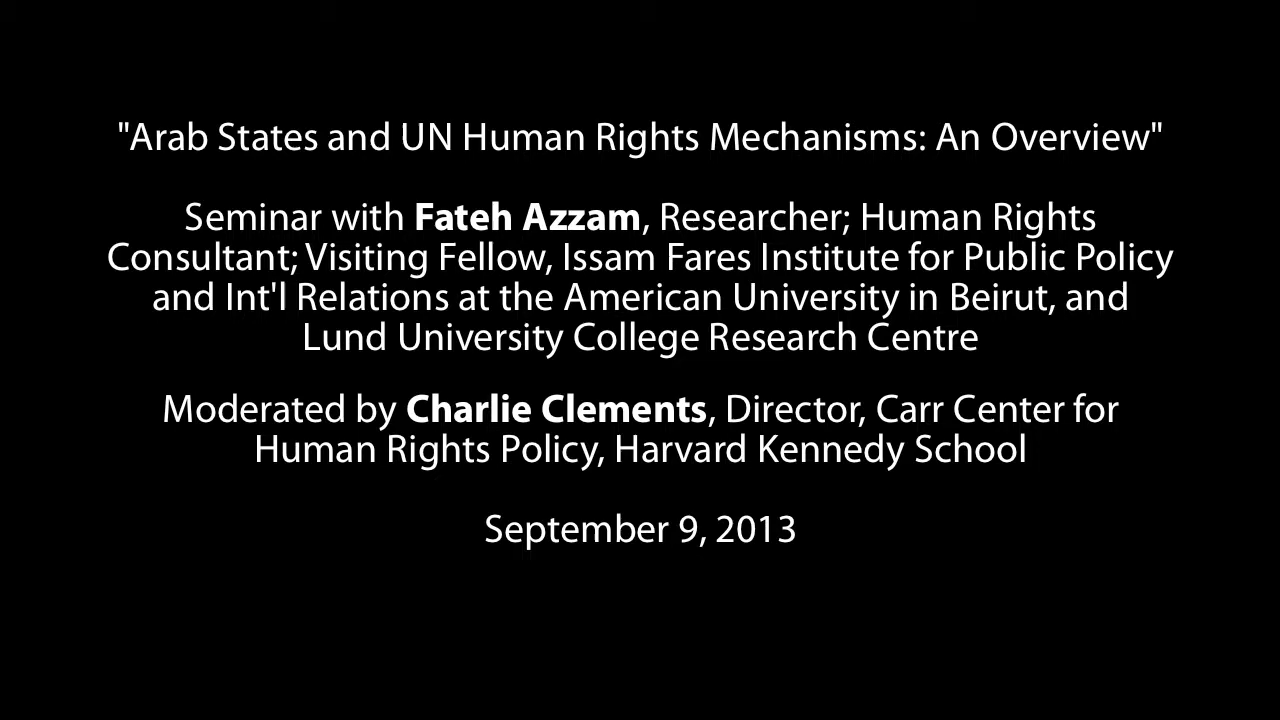 "Arab States and UN Human Rights Mechanisms: An Overview"
Seminar with Fateh Azzam, Researcher; Human Rights
Consultant; Visiting Fellow, Issam Fares Institute for Public Policy
and Int'l Relations at the American University in Beirut, and
Lund University College Research Centre
Moderated by Charlie Clements, Director, Carr Center for
Human Rights Policy, Harvard Kennedy School
September 9, 2013